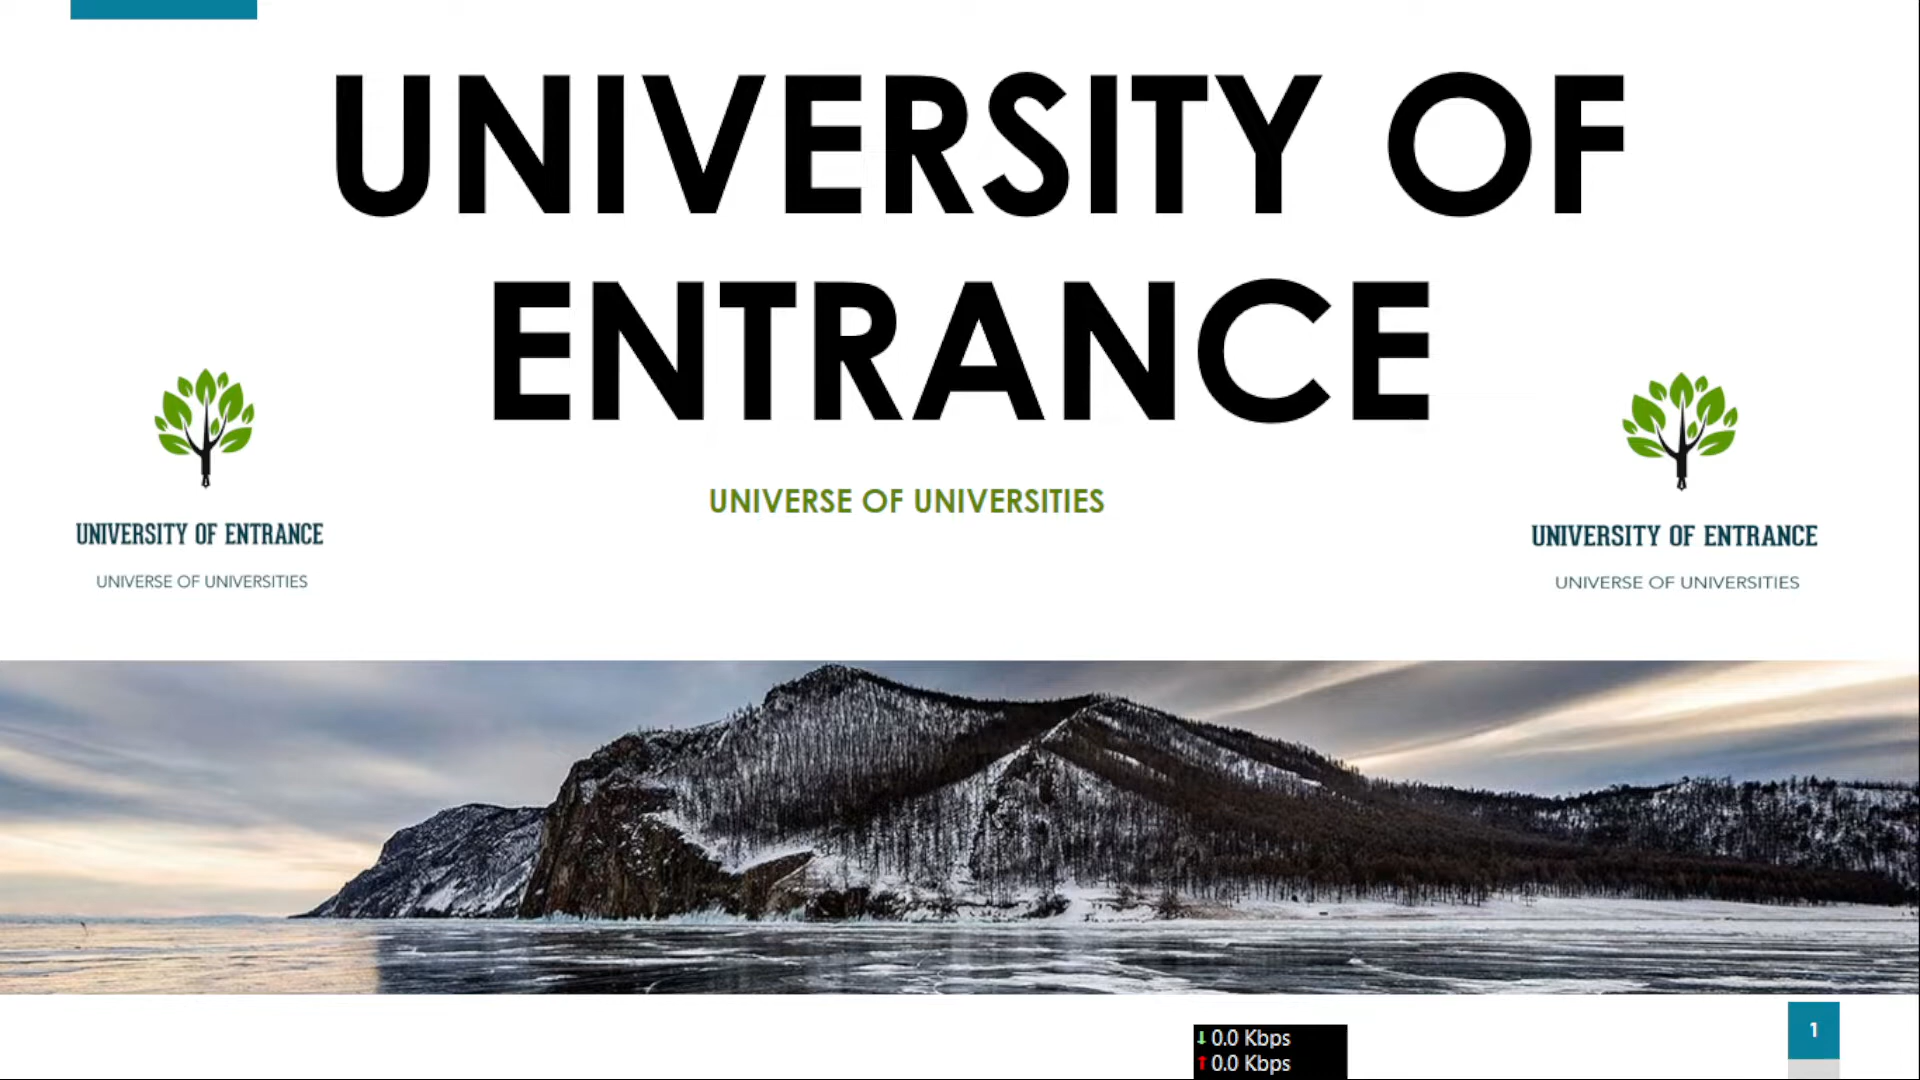 UNIVERSITY OF
ENTRANCE
UNIVERSE OF UNIVERSITIES
UNIVERSITY OF ENTRANCE
UNIVERSE OF UNIVERSITIES
UNIVERSITY OF ENTRANCE
UNIVERSE OF UNIVERSITIES
↓0.0 Kbps
↑0.0 Kbps
1